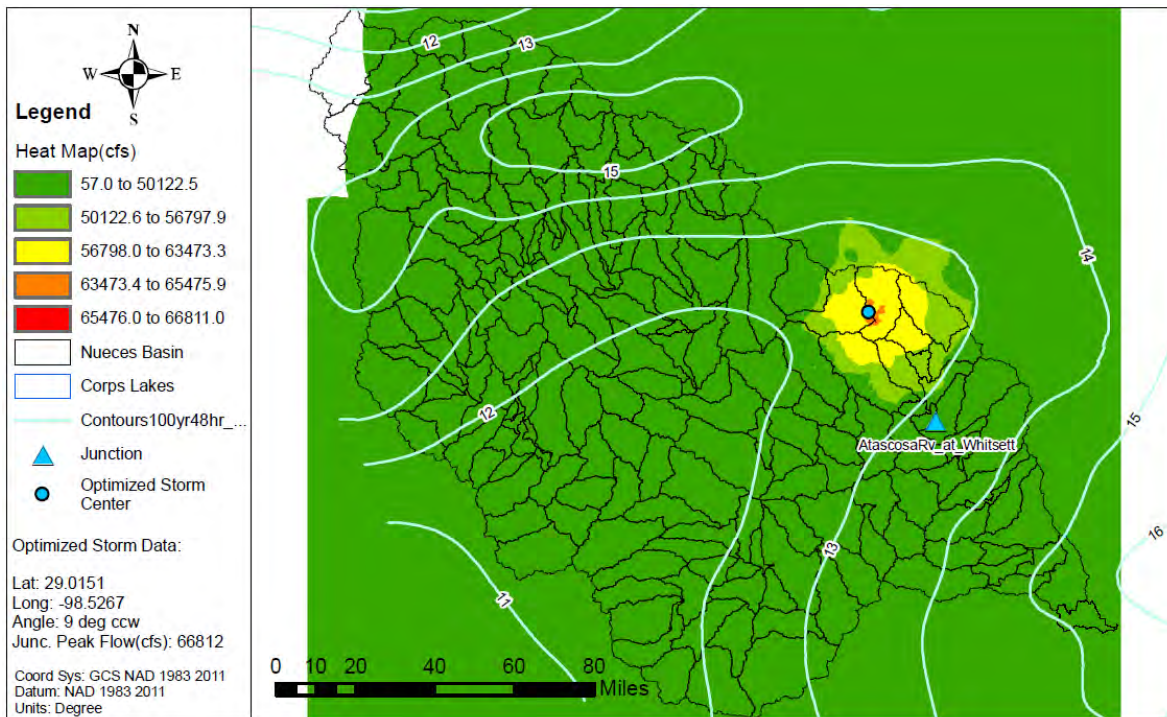 N
W E
S
Legend
Heat Map(cfs)
57.0 to 50122.5
50122.6 to 56797.9
56798.0 to 63473.3
63473.4 to 65475.9
65476.0 to 66811.0
Nueces Basin
Corps Lakes
Contours100yr48hr_...
Junction
Optimized Storm
Center
Optimized Storm Data:
Lat: 29.0151
Long: -98.5267
Angle: 9 deg ccw
Junc. Peak Flow(cfs): 66812
Coord Sys: GCS NAD 1983 2011
Datum: NAD 1983 2011
Units: Degree
12
13
15
14
12
15
16
13
11
AtascosaRv_at_Whitsett
0 10 20 40 60 80
Miles